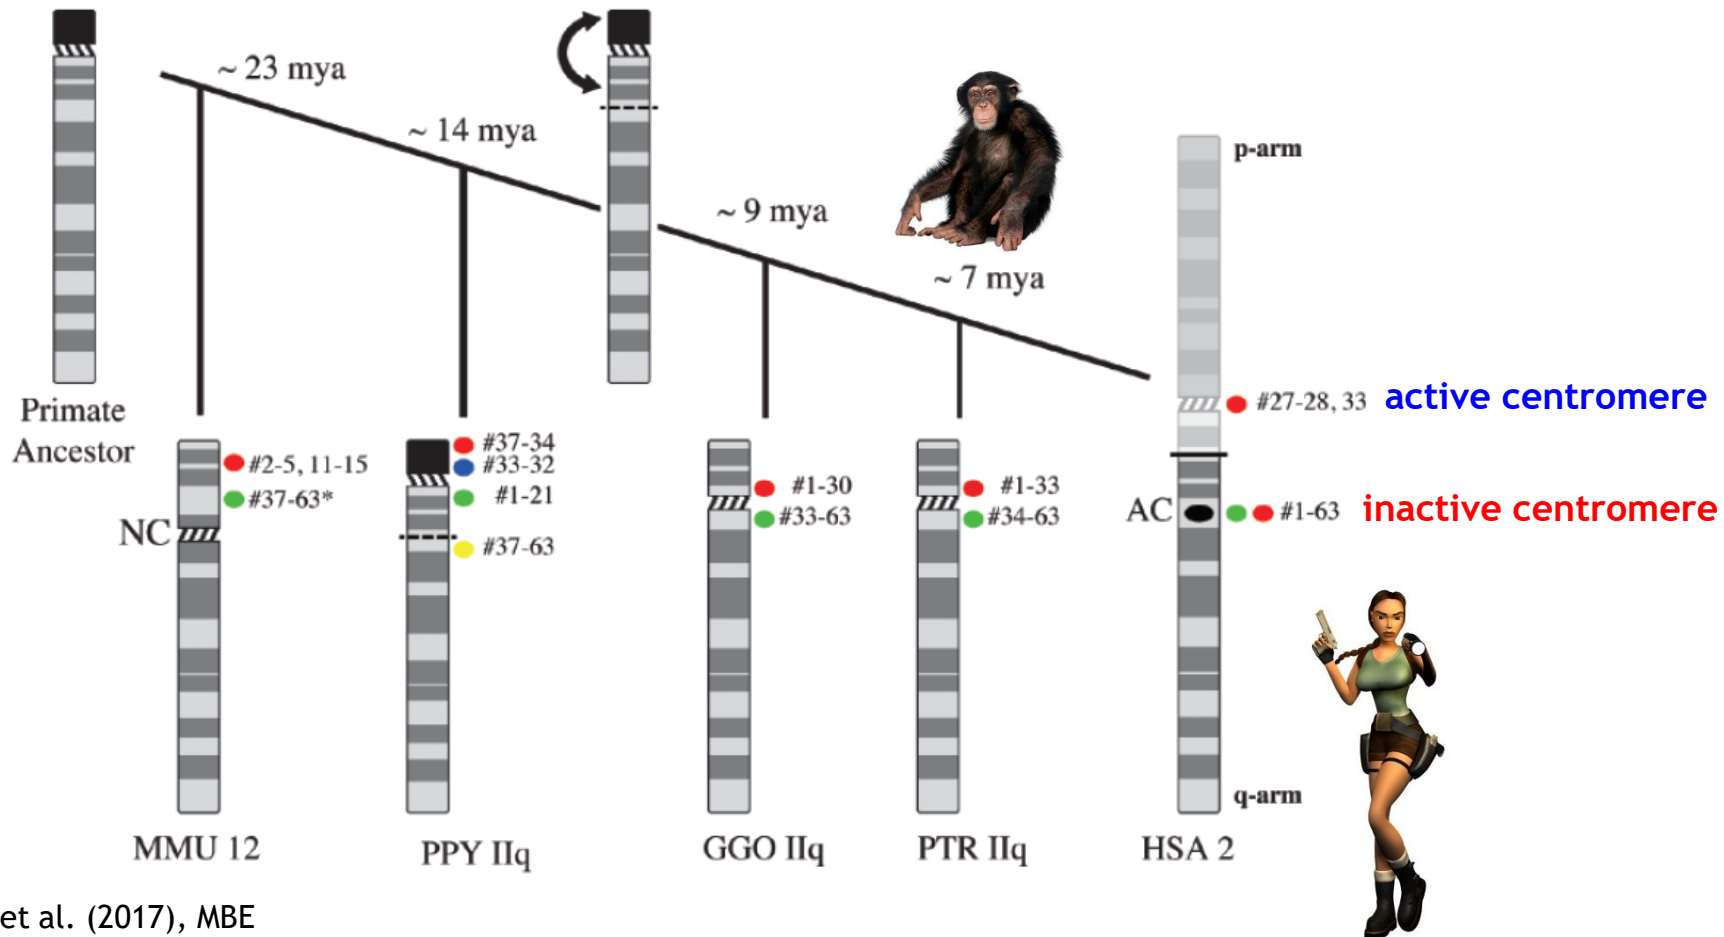 ~ 23 mya
~ 14 mya
~ 9 mya
~ 7 mya
Primate
Ancestor
p-arm
#27-28, 33 active centromere
#2-5, 11-15
#37-63*
NC
#37-34
#33-32
#1-21
#37-63
#1-30
#33-63
#1-33
#34-63
AC #1-63 inactive centromere
q-arm
MMU 12
PPY IIq
GGO IIq
PTR IIq
HSA 2
et al. (2017), MBE